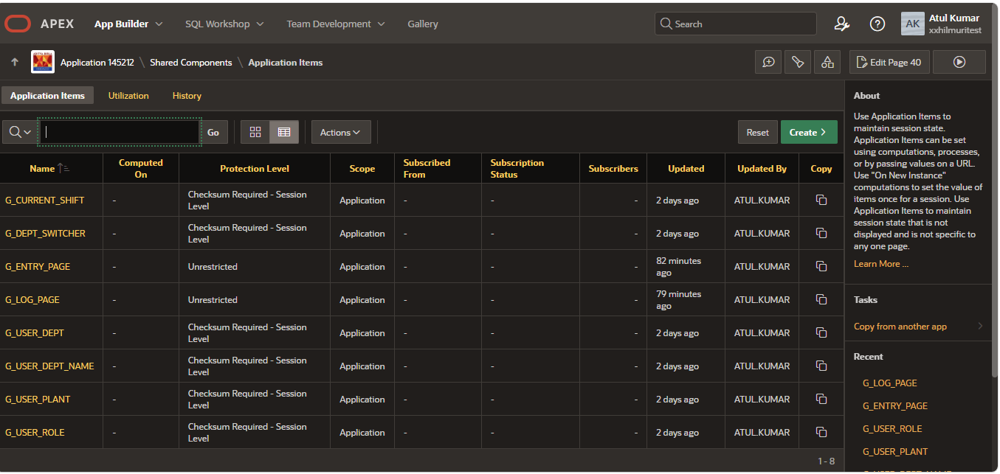 APEX App Builder SQL Workshop Team Development Gallery Search AK Atul Kumar
xxhilmuritest
Application 145212 \ Shared Components \ Application Items Edit Page 40
Application Items Utilization History
Go Actions Reset Create
Name Computed On Protection Level Scope Subscribed From Subscription Status Subscribers Updated Updated By Copy
G_CURRENT_SHIFT - Checksum Required - Session Level Application - - - 2 days ago ATUL.KUMAR
G_DEPT_SWITCHER - Checksum Required - Session Level Application - - - 2 days ago ATUL.KUMAR
G_ENTRY_PAGE - Unrestricted Application - - - 82 minutes ago ATUL.KUMAR
G_LOG_PAGE - Unrestricted Application - - - 79 minutes ago ATUL.KUMAR
G_USER_DEPT - Checksum Required - Session Level Application - - - 2 days ago ATUL.KUMAR
G_USER_DEPT_NAME - Checksum Required - Session Level Application - - - 2 days ago ATUL.KUMAR
G_USER_PLANT - Checksum Required - Session Level Application - - - 2 days ago ATUL.KUMAR
G_USER_ROLE - Checksum Required - Session Level Application - - - 2 days ago ATUL.KUMAR
1 - 8
About
Use Application Items to
maintain session state.
Application Items can be set
using computations, processes,
or by passing values on a URL.
Use "On New Instance"
computations to set the value of
items once for a session. Use
Application Items to maintain
session state that is not
displayed and is not specific to
any one page.
Learn More ...
Tasks
Copy from another app
Recent
G_LOG_PAGE
G_ENTRY_PAGE
G_USER_ROLE
G_USER_PLANT